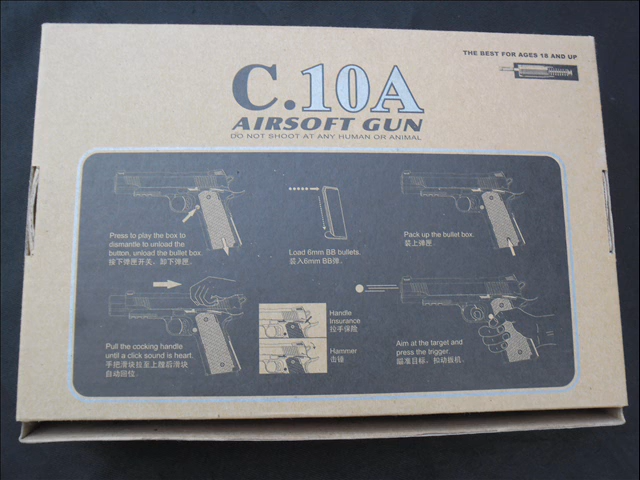 THE BEST FOR AGES 18 AND UP
C.10A
AIRSOFT GUN
DO NOT SHOOT AT ANY HUMAN OR ANIMAL
Press to play the box to
dismantle to unload the
button, unload the bullet box.
按下弹匣开关，卸下弹匣。
Load 6mm BB bullets.
装入6mm BB弹。
Pack up the bullet box.
装上弹匣。
Pull the cocking handle
until a click sound is heart.
手把滑块拉至上膛后滑块
自动回位。
Handle
Insurance
拉手保险
Hammer
击锤
Aim at the target and
press the trigger.
瞄准目标，扣动扳机。